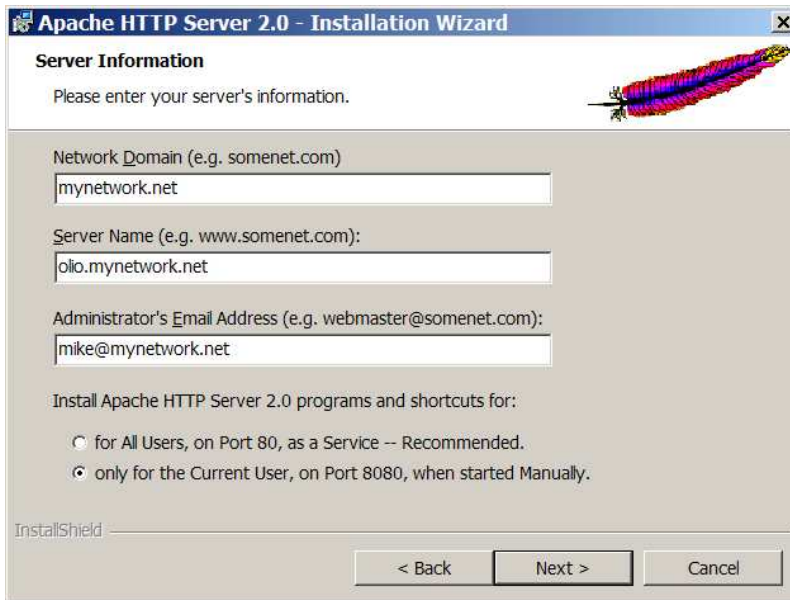 Apache HTTP Server 2.0 - Installation Wizard
Server Information
Please enter your server's information.
Network Domain (e.g. somenet.com)
mynetwork.net
Server Name (e.g. www.somenet.com):
olio.mynetwork.net
Administrator's Email Address (e.g. webmaster@somenet.com):
mike@mynetwork.net
Install Apache HTTP Server 2.0 programs and shortcuts for:
for All Users, on Port 80, as a Service -- Recommended.
only for the Current User, on Port 8080, when started Manually.
InstallShield
< Back Next > Cancel